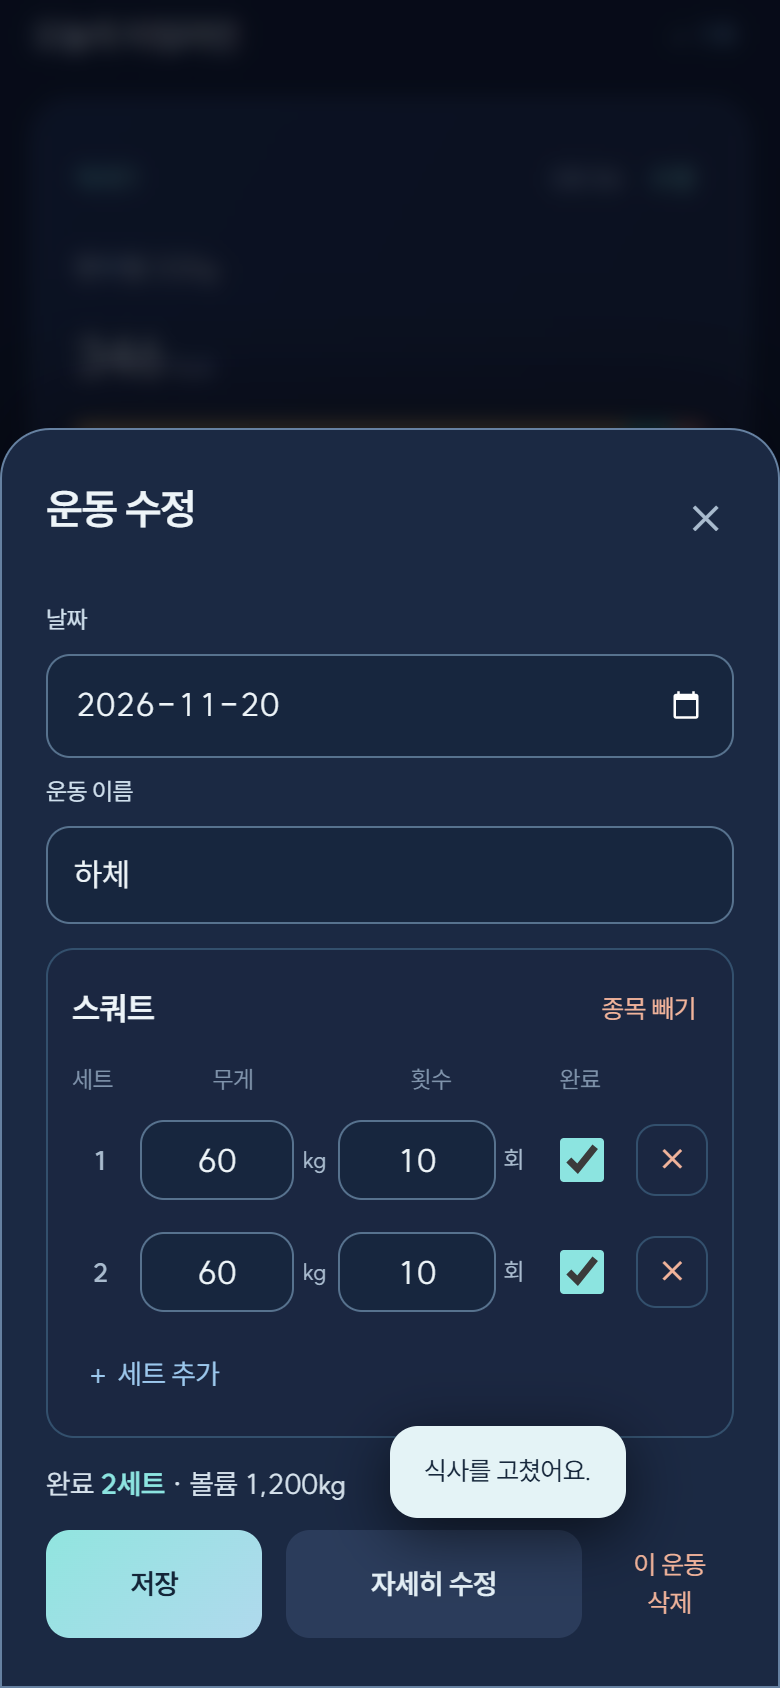 운동 수정
날짜
2026-11-20
운동 이름
하체
스쿼트 종목 빼기
세트 무게 횟수 완료
1 60 kg 10 회
2 60 kg 10 회
+ 세트 추가
식사를 고쳤어요.
완료 2세트 · 볼륨 1,200kg
저장 자세히 수정 이 운동
삭제